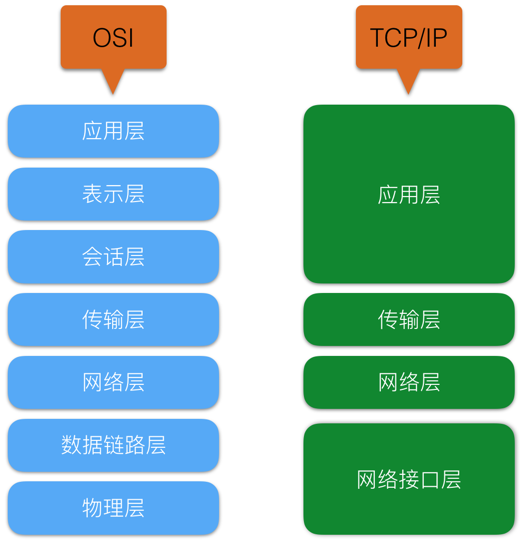 OSI
应用层
表示层
会话层
传输层
网络层
数据链路层
物理层
TCP/IP
应用层
传输层
网络层
网络接口层